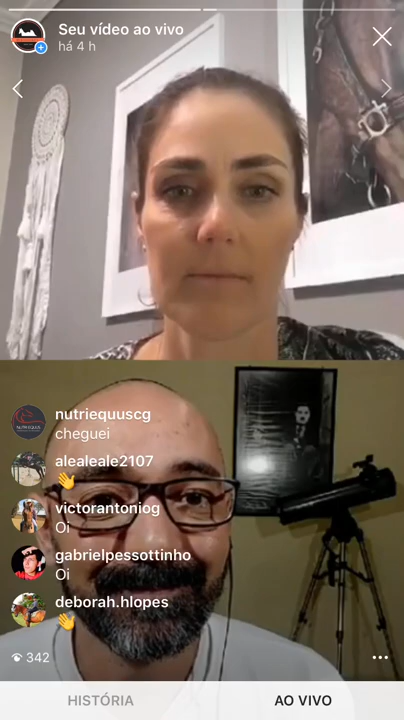 Seu vídeo ao vivo
há 4 h
nutriequuscg
cheguei
alealeale2107
👋
victorantoniog
Oi
gabrielpessottinho
Oi
deborah.hlopes
👋
342
HISTÓRIA
AO VIVO